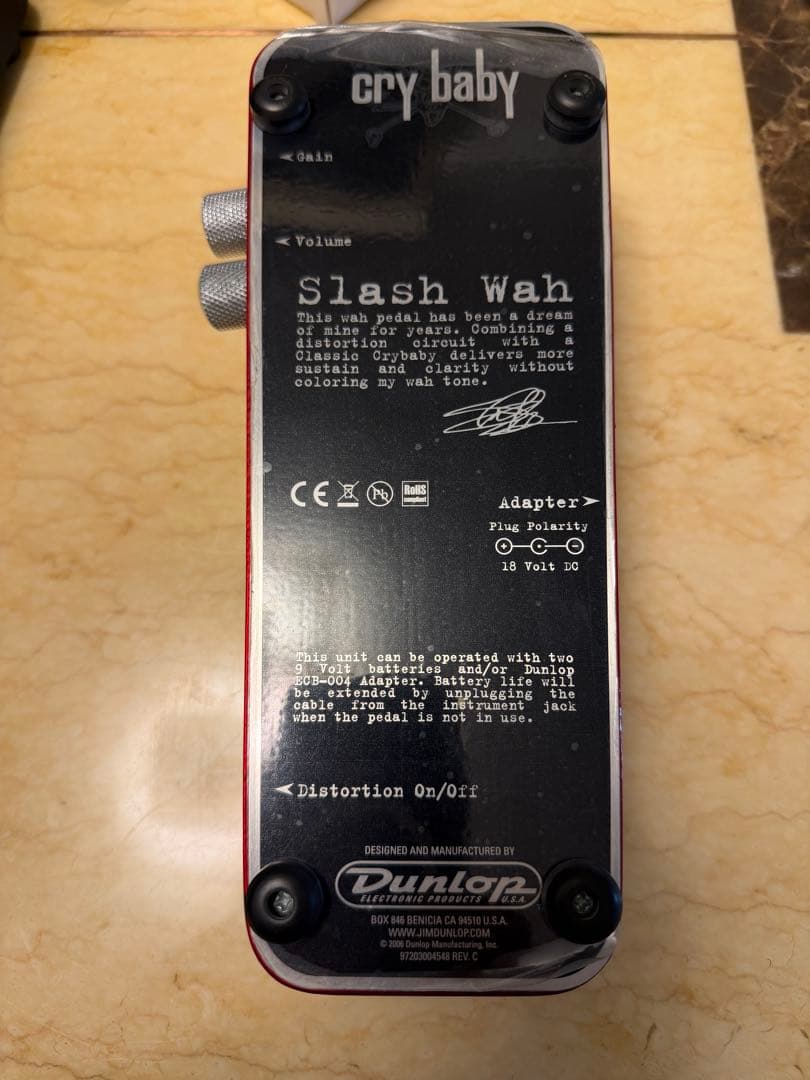 cry baby
Gain
Volume
Slash Wah
This wah pedal has been a dream
of mine for years. Combining a
distortion circuit with a
Classic Crybaby delivers more
sustain and clarity without
coloring my wah tone.
CE
Pb
RoHS
compliant
Adapter
Plug Polarity
18 Volt DC
This unit can be operated with two
9 Volt batteries and/or Dunlop
ECB-004 Adapter. Battery life will
be extended by unplugging the
cable from the instrument jack
when the pedal is not in use.
Distortion On/Off
DESIGNED AND MANUFACTURED BY
Dunlop
ELECTRONIC PRODUCTS U.S.A.
BOX 846 BENICIA CA 94510 U.S.A.
WWW.JIMDUNLOP.COM
© 2006 Dunlop Manufacturing, Inc.
97203004548 REV. C